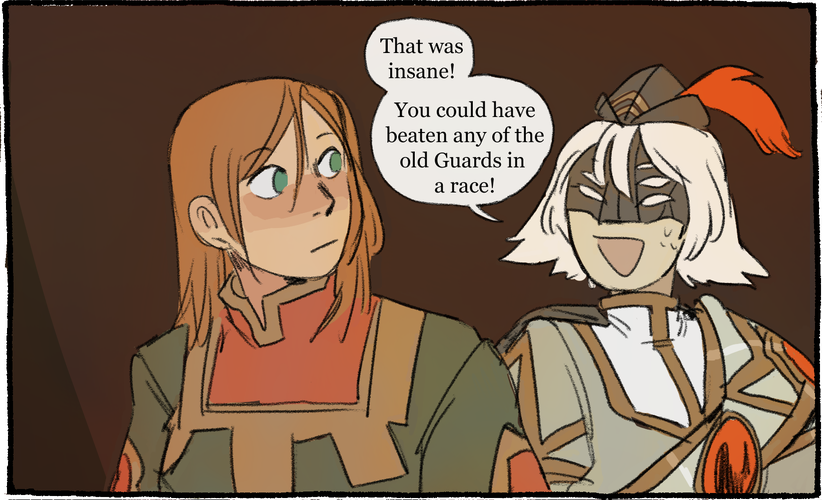 That was
insane!
You could have
beaten any of the
old Guards in
a race!